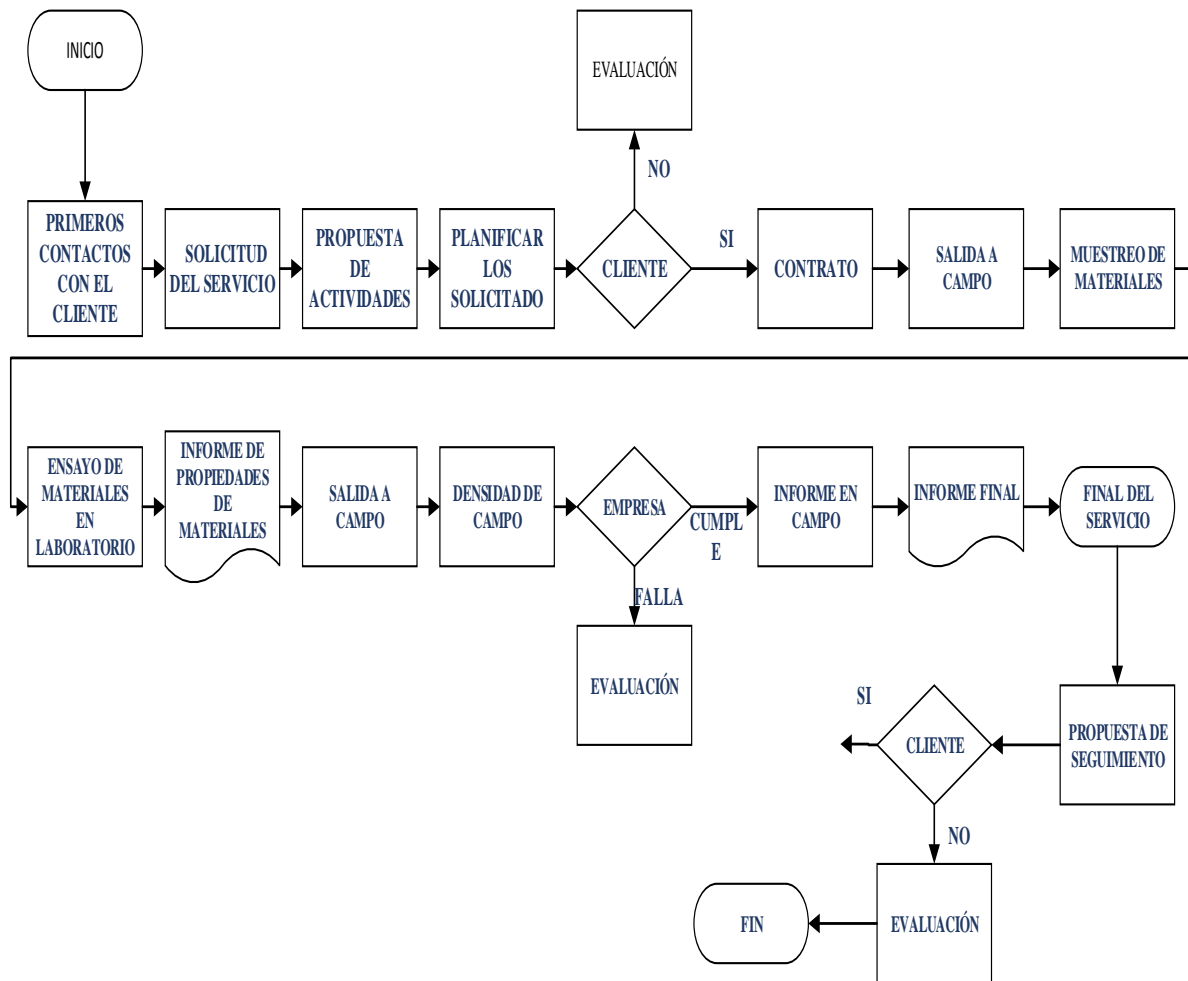 INICIO
EVALUACIÓN
NO
PRIMEROS
CONTACTOS
CON EL
CLIENTE
SOLICITUD
DEL SERVICIO
PROPUESTA
DE
ACTIVIDADES
PLANIFICAR
LOS
SOLICITADO
CLIENTE
SI
CONTRATO
SALIDA A
CAMPO
MUESTREO DE
MATERIALES
ENSAYO DE
MATERIALES
EN
LABORATORIO
INFORME DE
PROPIEDADES
DE
MATERIALES
SALIDA A
CAMPO
DENSIDAD DE
CAMPO
EMPRESA
CUMPL
E
INFORME EN
CAMPO
INFORME FINAL
FINAL DEL
SERVICIO
FALLA
EVALUACIÓN
PROPUESTA DE
SEGUIMIENTO
CLIENTE
SI
NO
EVALUACIÓN
FIN